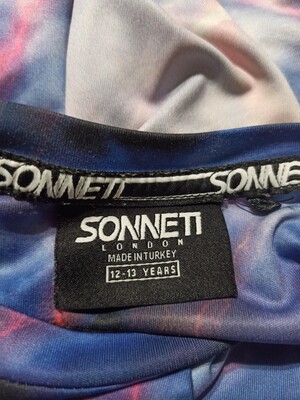 SONNETI SONNETI
SONNETI
LONDON
MADE IN TURKEY
12-13 YEARS